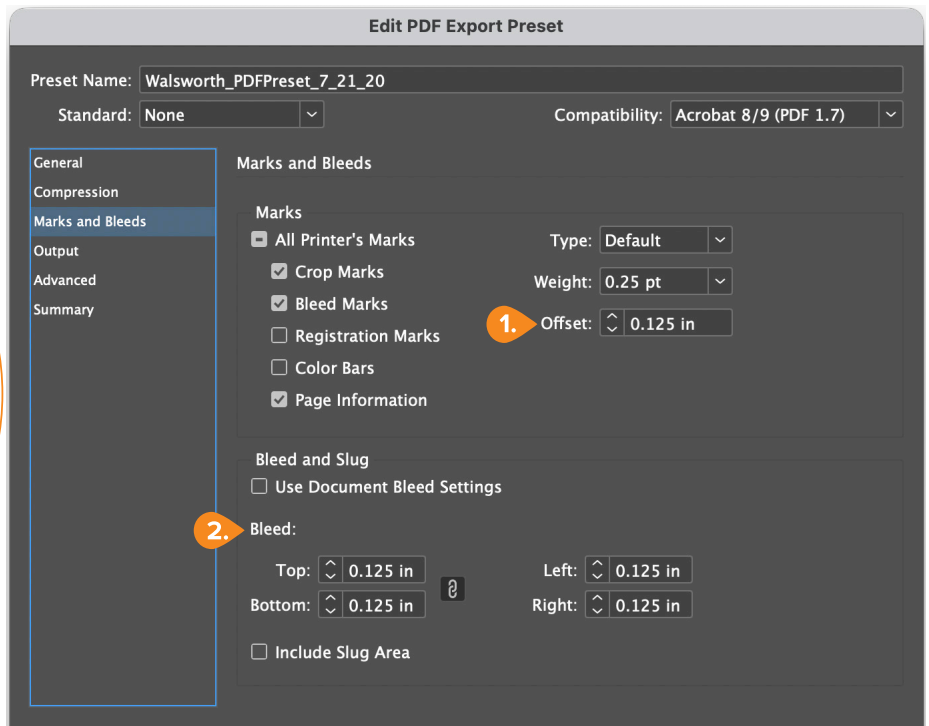 Edit PDF Export Preset
Preset Name: Walsworth_PDFPreset_7_21_20
Standard: None
Compatibility: Acrobat 8/9 (PDF 1.7)
General
Compression
Marks and Bleeds
Output
Advanced
Summary
Marks and Bleeds
Marks
All Printer's Marks
Crop Marks
Bleed Marks
Registration Marks
Color Bars
Page Information
Type: Default
Weight: 0.25 pt
1. Offset: 0.125 in
Bleed and Slug
Use Document Bleed Settings
2. Bleed:
Top: 0.125 in
Left: 0.125 in
Bottom: 0.125 in
Right: 0.125 in
Include Slug Area